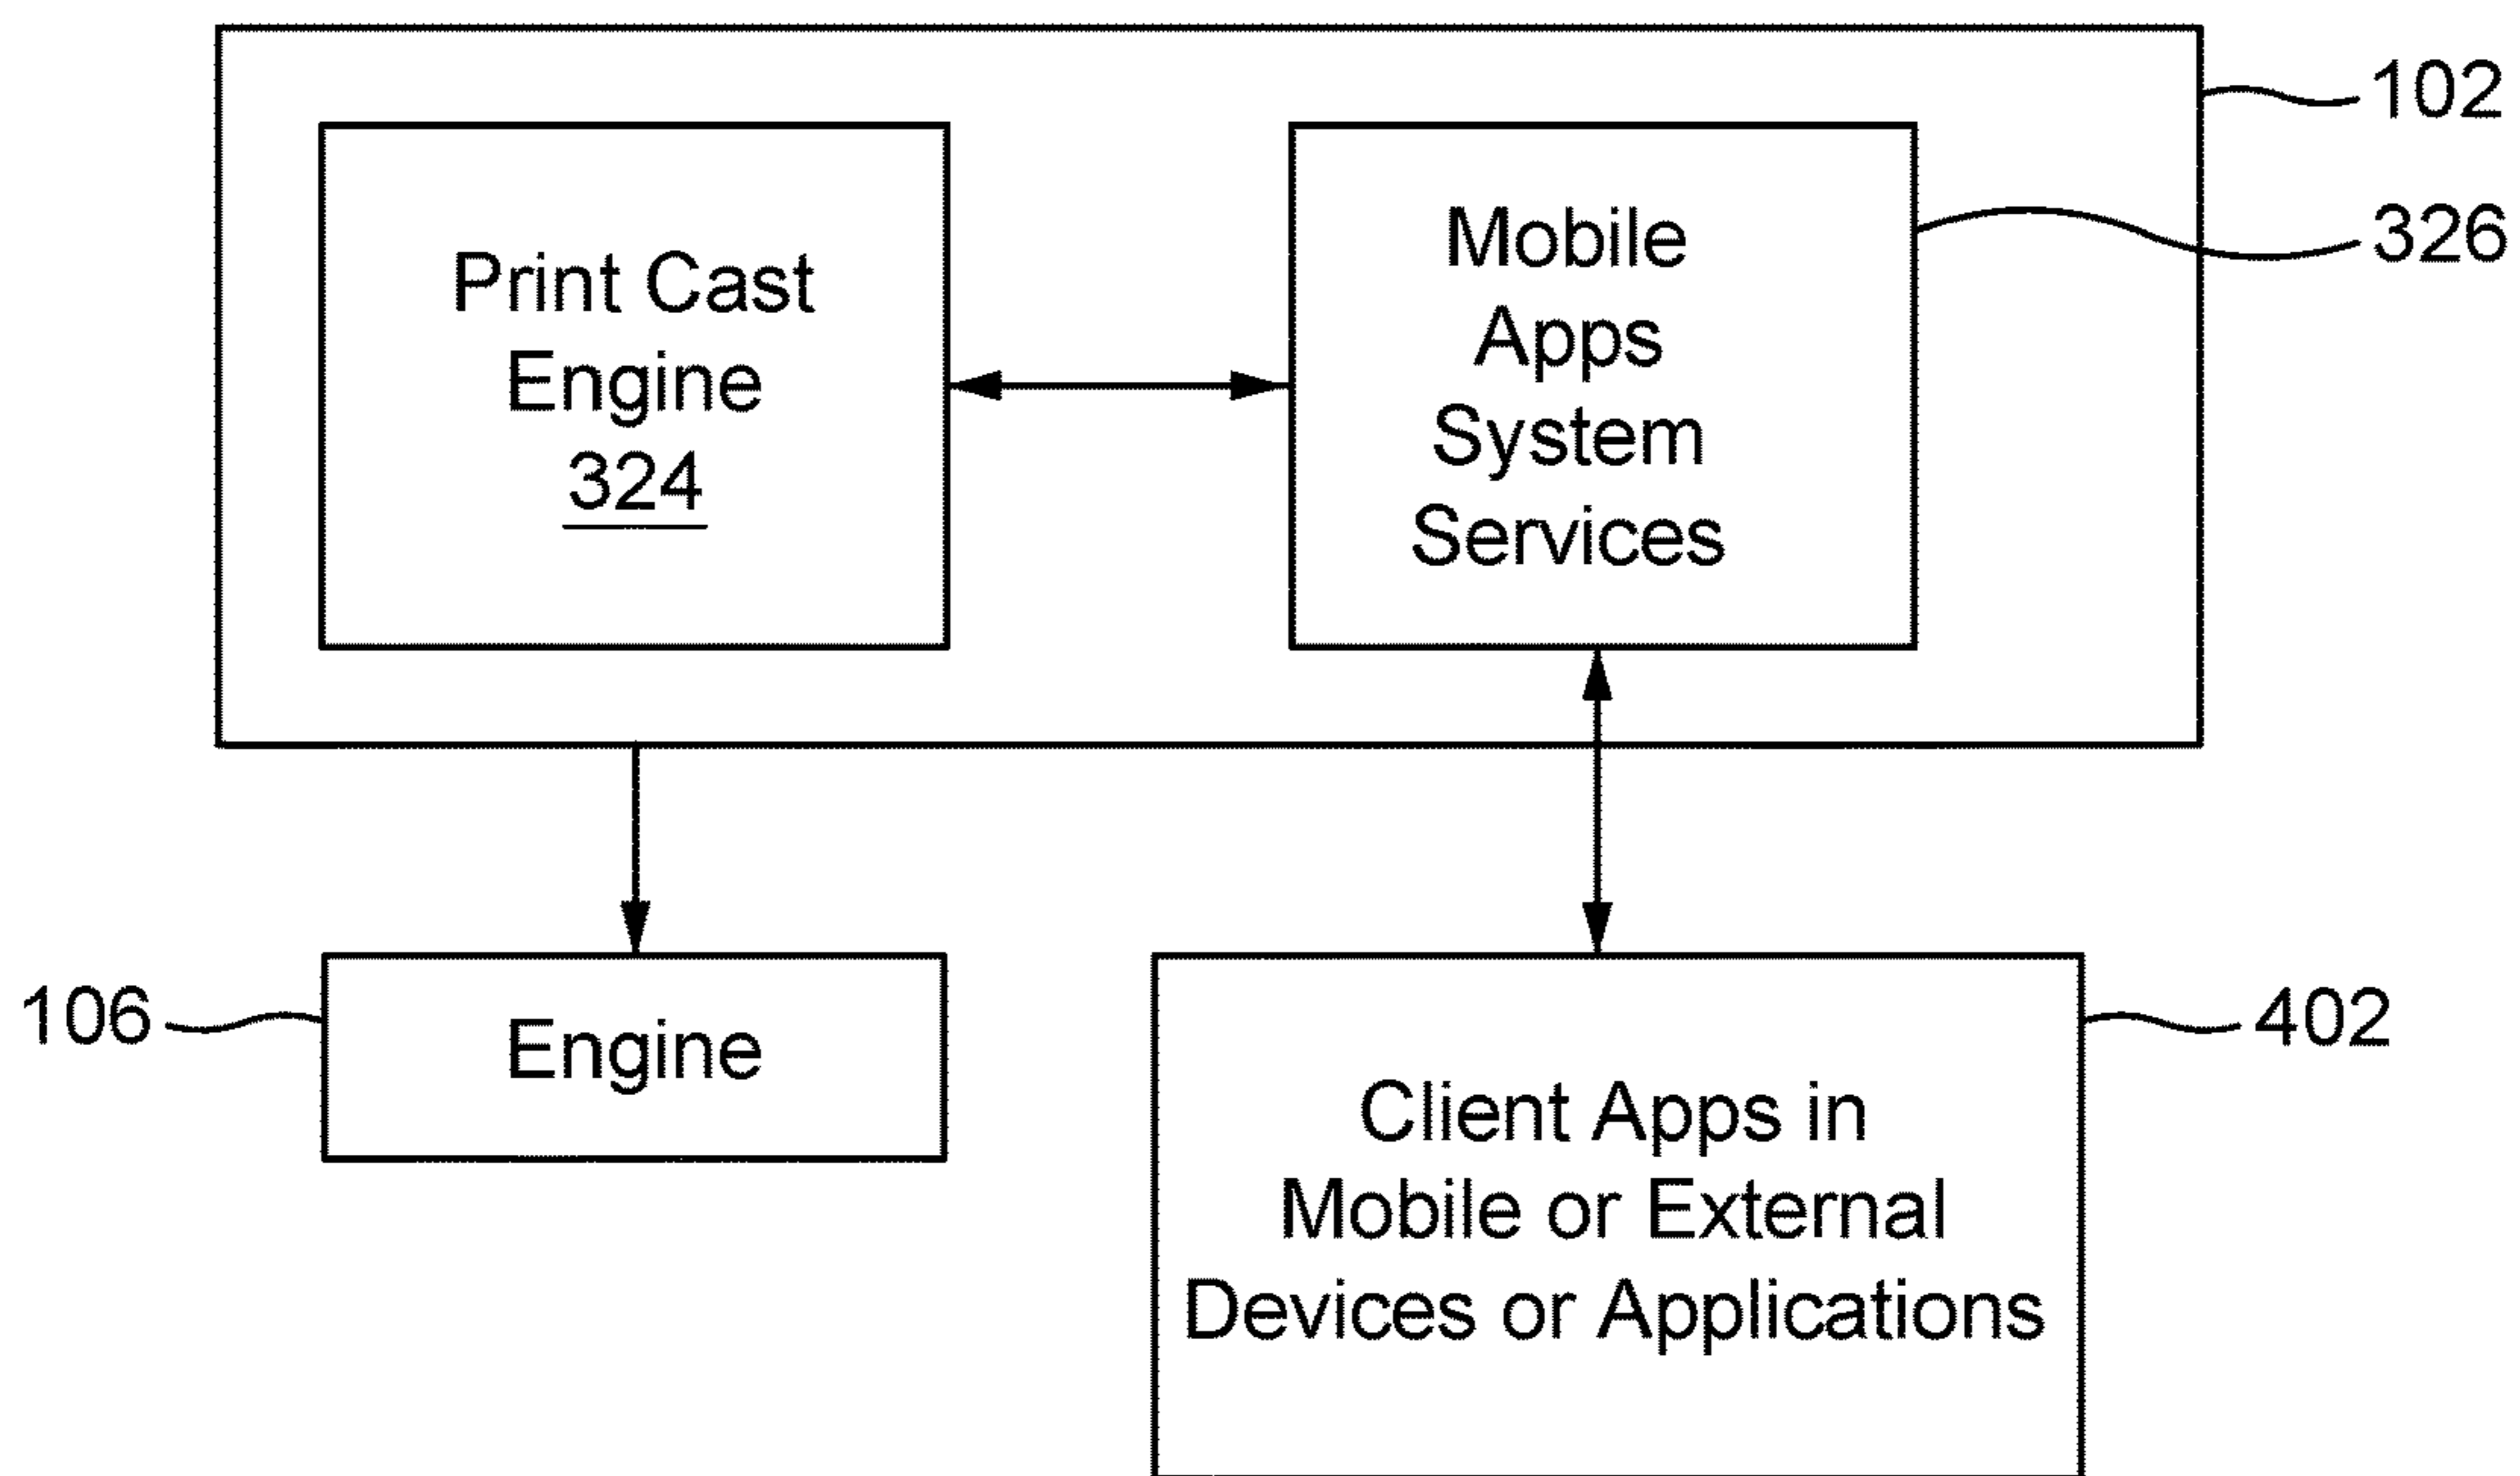 102
Print Cast
Engine
324
Mobile
Apps
System
Services
326
106
Engine
402
Client Apps in
Mobile or External
Devices or Applications